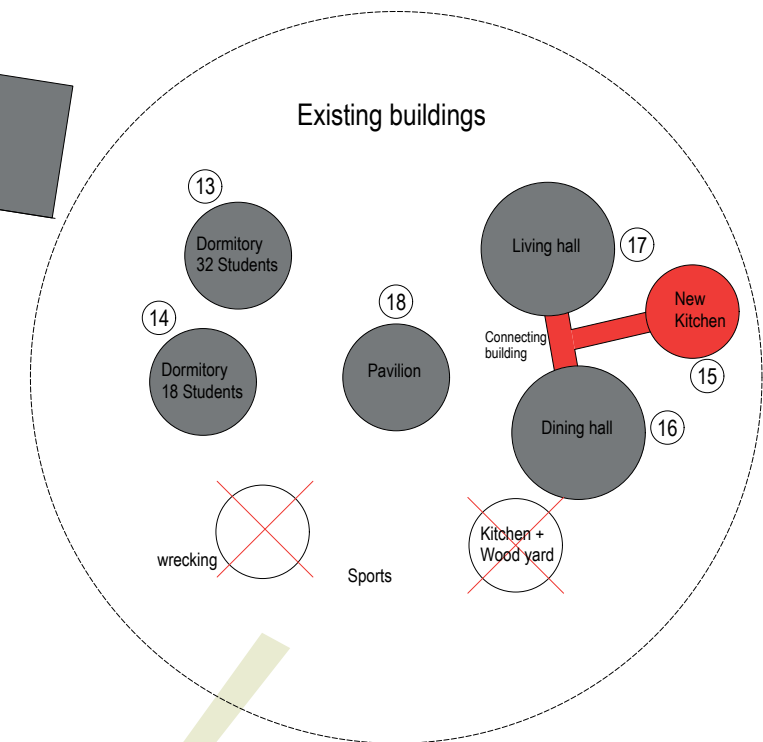 Existing buildings
13
Dormitory
32 Students
14
Dormitory
18 Students
18
Pavilion
Living hall
17
New
Kitchen
15
Connecting
building
Dining hall
16
wrecking
Sports
Kitchen +
Wood yard